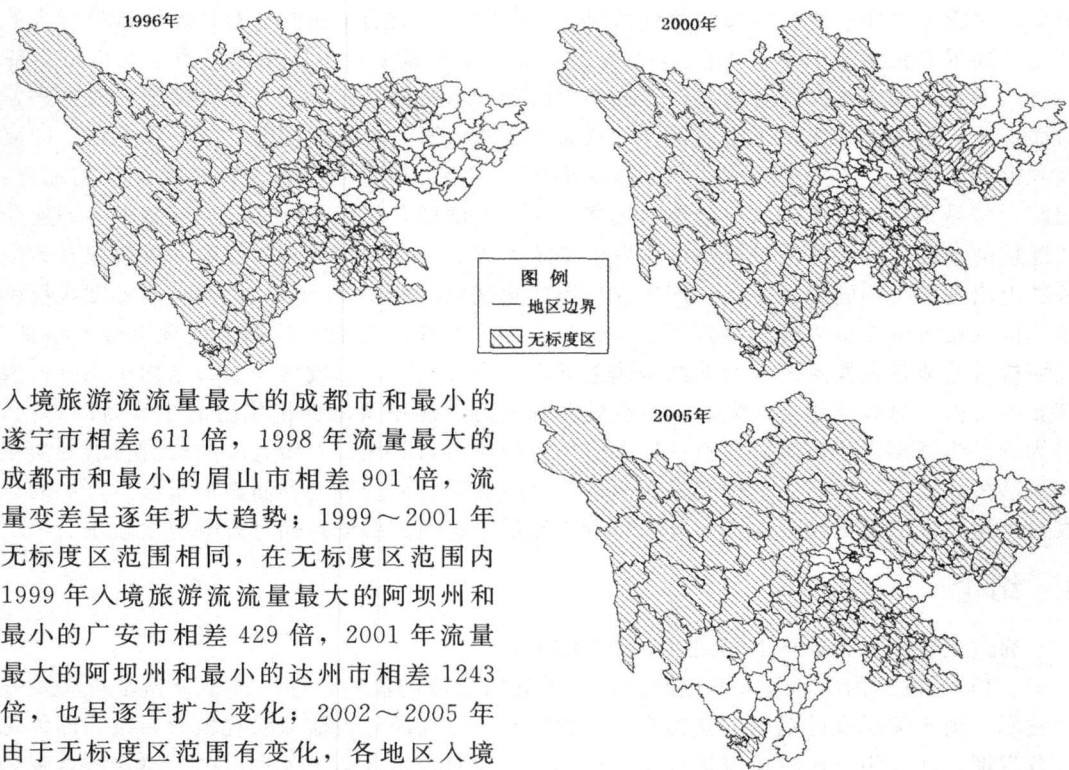 1996年
2000年
图 例
地区边界
无标度区
2005年
入境旅游流流量最大的成都市和最小的
遂宁市相差 611 倍，1998 年流量最大的
成都市和最小的眉山市相差 901 倍，流
量变差呈逐年扩大趋势；1999～2001 年
无标度区范围相同，在无标度区范围内
1999 年入境旅游流流量最大的阿坝州和
最小的广安市相差 429 倍，2001 年流量
最大的阿坝州和最小的达州市相差 1243
倍，也呈逐年扩大变化；2002～2005 年
由于无标度区范围有变化，各地区入境